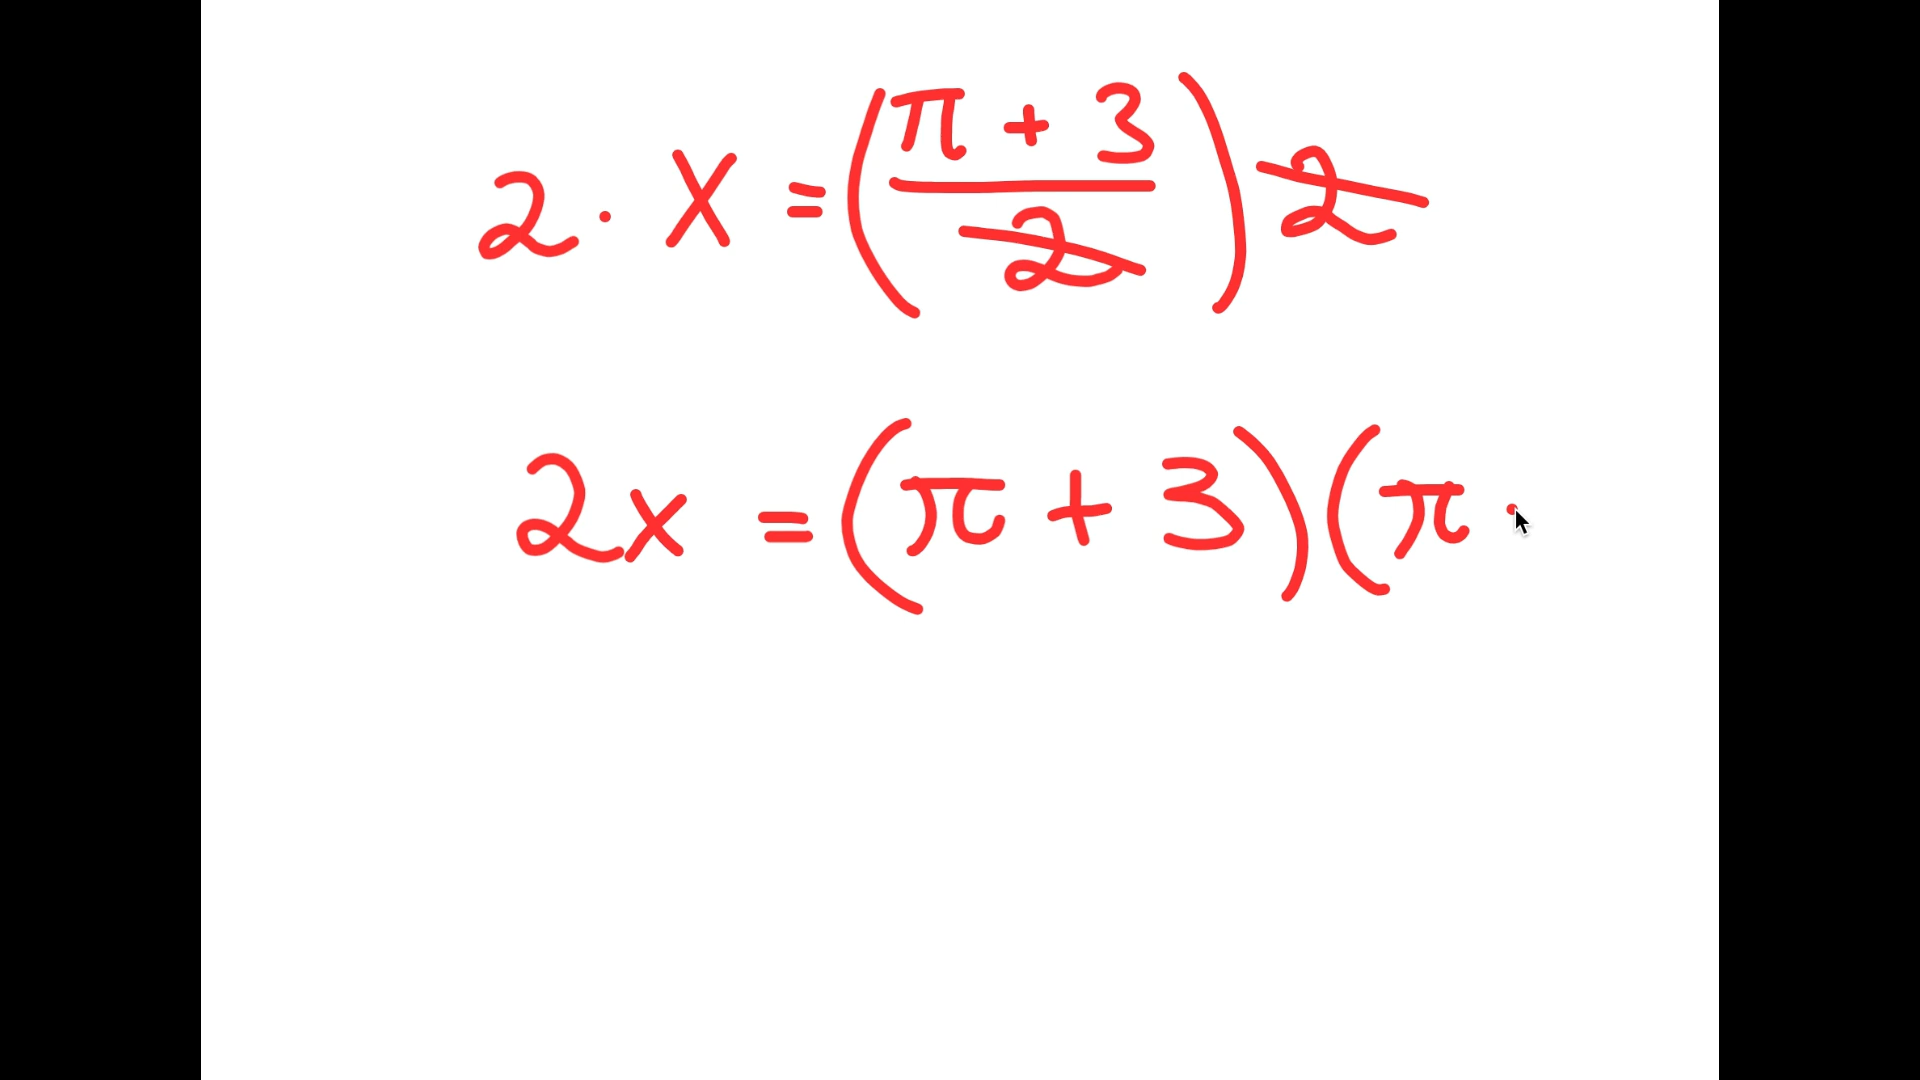 2 · X = (π + 3 / 2) 2
2x = (π + 3)(π